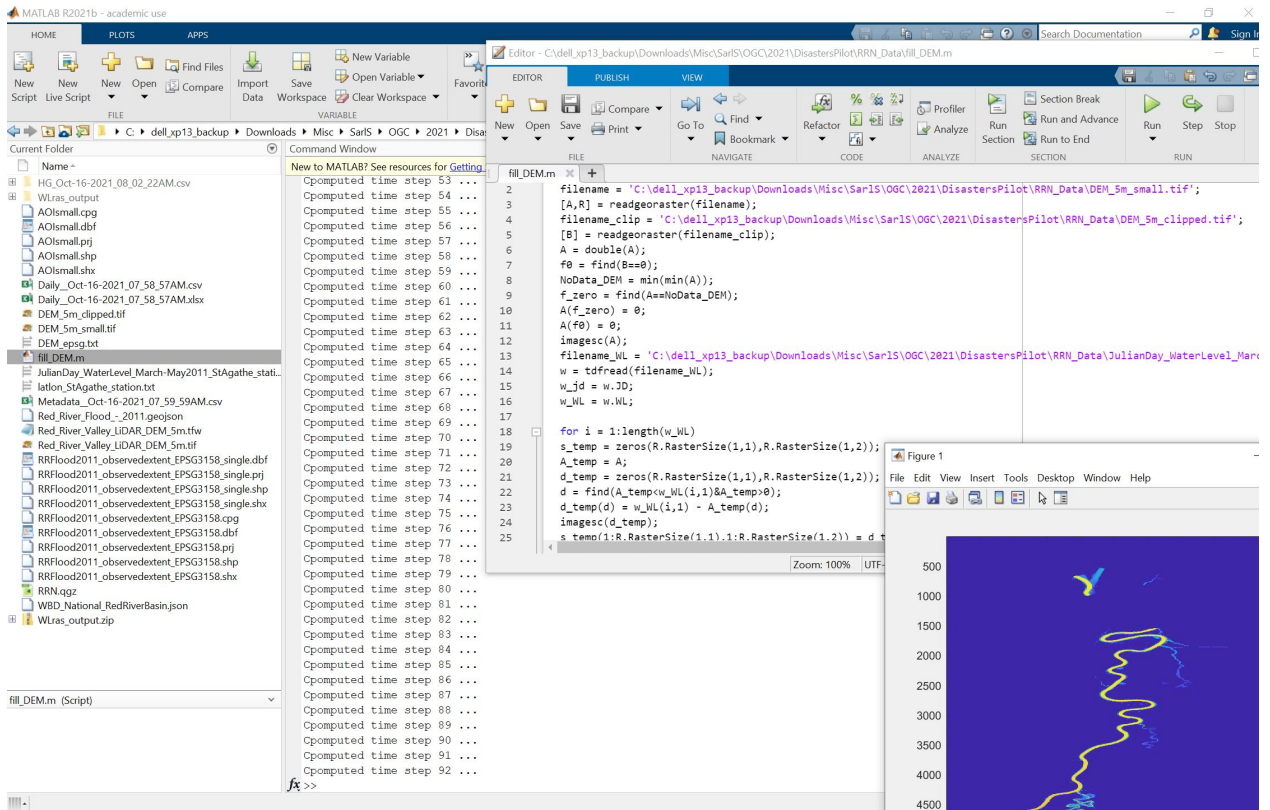 MATLAB R2021b - academic use
HOME PLOTS APPS
Search Documentation Sign In
New Script
New Live Script
New
Open
Find Files
Compare
Import Data
Save Workspace
New Variable
Open Variable
Clear Workspace
Favorit
FILE
VARIABLE
C: dell_xp13_backup Downloads Misc SarlS OGC 2021 Disas
Current Folder
Name
HG_Oct-16-2021_08_02_22AM.csv
WLras_output
AOIsmall.cpg
AOIsmall.dbf
AOIsmall.prj
AOIsmall.shp
AOIsmall.shx
Daily__Oct-16-2021_07_58_57AM.csv
Daily__Oct-16-2021_07_58_57AM.xlsx
DEM_5m_clipped.tif
DEM_5m_small.tif
DEM_epsg.txt
fill_DEM.m
JulianDay_WaterLevel_March-May2011_StAgathe_stati...
latlon_StAgathe_station.txt
Metadata__Oct-16-2021_07_59_59AM.csv
Red_River_Flood_-_2011.geojson
Red_River_Valley_LiDAR_DEM_5m.tfw
Red_River_Valley_LiDAR_DEM_5m.tif
RRFlood2011_observedextent_EPSG3158_single.dbf
RRFlood2011_observedextent_EPSG3158_single.prj
RRFlood2011_observedextent_EPSG3158_single.shp
RRFlood2011_observedextent_EPSG3158_single.shx
RRFlood2011_observedextent_EPSG3158.cpg
RRFlood2011_observedextent_EPSG3158.dbf
RRFlood2011_observedextent_EPSG3158.prj
RRFlood2011_observedextent_EPSG3158.shp
RRFlood2011_observedextent_EPSG3158.shx
RRN.qgz
WBD_National_RedRiverBasin.json
WLras_output.zip
fill_DEM.m (Script)
Command Window
New to MATLAB? See resources for Getting
Cpomputed time step 53 ...
Cpomputed time step 54 ...
Cpomputed time step 55 ...
Cpomputed time step 56 ...
Cpomputed time step 57 ...
Cpomputed time step 58 ...
Cpomputed time step 59 ...
Cpomputed time step 60 ...
Cpomputed time step 61 ...
Cpomputed time step 62 ...
Cpomputed time step 63 ...
Cpomputed time step 64 ...
Cpomputed time step 65 ...
Cpomputed time step 66 ...
Cpomputed time step 67 ...
Cpomputed time step 68 ...
Cpomputed time step 69 ...
Cpomputed time step 70 ...
Cpomputed time step 71 ...
Cpomputed time step 72 ...
Cpomputed time step 73 ...
Cpomputed time step 74 ...
Cpomputed time step 75 ...
Cpomputed time step 76 ...
Cpomputed time step 77 ...
Cpomputed time step 78 ...
Cpomputed time step 79 ...
Cpomputed time step 80 ...
Cpomputed time step 81 ...
Cpomputed time step 82 ...
Cpomputed time step 83 ...
Cpomputed time step 84 ...
Cpomputed time step 85 ...
Cpomputed time step 86 ...
Cpomputed time step 87 ...
Cpomputed time step 88 ...
Cpomputed time step 89 ...
Cpomputed time step 90 ...
Cpomputed time step 91 ...
Cpomputed time step 92 ...
fx >>
Editor - C:\dell_xp13_backup\Downloads\Misc\SarlS\OGC\2021\DisastersPilot\RRN_Data\fill_DEM.m
EDITOR PUBLISH VIEW
New
Open
Save
Compare
Print
Go To
Find
Bookmark
Refactor
Profiler
Analyze
Run Section
Section Break
Run and Advance
Run to End
Run
Step
Stop
FILE NAVIGATE CODE ANALYZE SECTION RUN
fill_DEM.m
2 filename = 'C:\dell_xp13_backup\Downloads\Misc\SarlS\OGC\2021\DisastersPilot\RRN_Data\DEM_5m_small.tif';
3 [A,R] = readgeoraster(filename);
4 filename_clip = 'C:\dell_xp13_backup\Downloads\Misc\SarlS\OGC\2021\DisastersPilot\RRN_Data\DEM_5m_clipped.tif';
5 [B] = readgeoraster(filename_clip);
6 A = double(A);
7 f0 = find(B==0);
8 NoData_DEM = min(min(A));
9 f_zero = find(A==NoData_DEM);
10 A(f_zero) = 0;
11 A(f0) = 0;
12 imagesc(A);
13 filename_WL = 'C:\dell_xp13_backup\Downloads\Misc\SarlS\OGC\2021\DisastersPilot\RRN_Data\JulianDay_WaterLevel_Marc
14 w = tdfread(filename_WL);
15 w_jd = w.JD;
16 w_WL = w.WL;
17
18 for i = 1:length(w_WL)
19 s_temp = zeros(R.RasterSize(1,1),R.RasterSize(1,2));
20 A_temp = A;
21 d_temp = zeros(R.RasterSize(1,1),R.RasterSize(1,2));
22 d = find(A_temp<w_WL(i,1)&A_temp>0);
23 d_temp(d) = w_WL(i,1) - A_temp(d);
24 imagesc(d_temp);
25 s_temp(1:R.RasterSize(1,1),1:R.RasterSize(1,2)) = d_t
Zoom: 100% UTF-
Figure 1
File Edit View Insert Tools Desktop Window Help
500
1000
1500
2000
2500
3000
3500
4000
4500